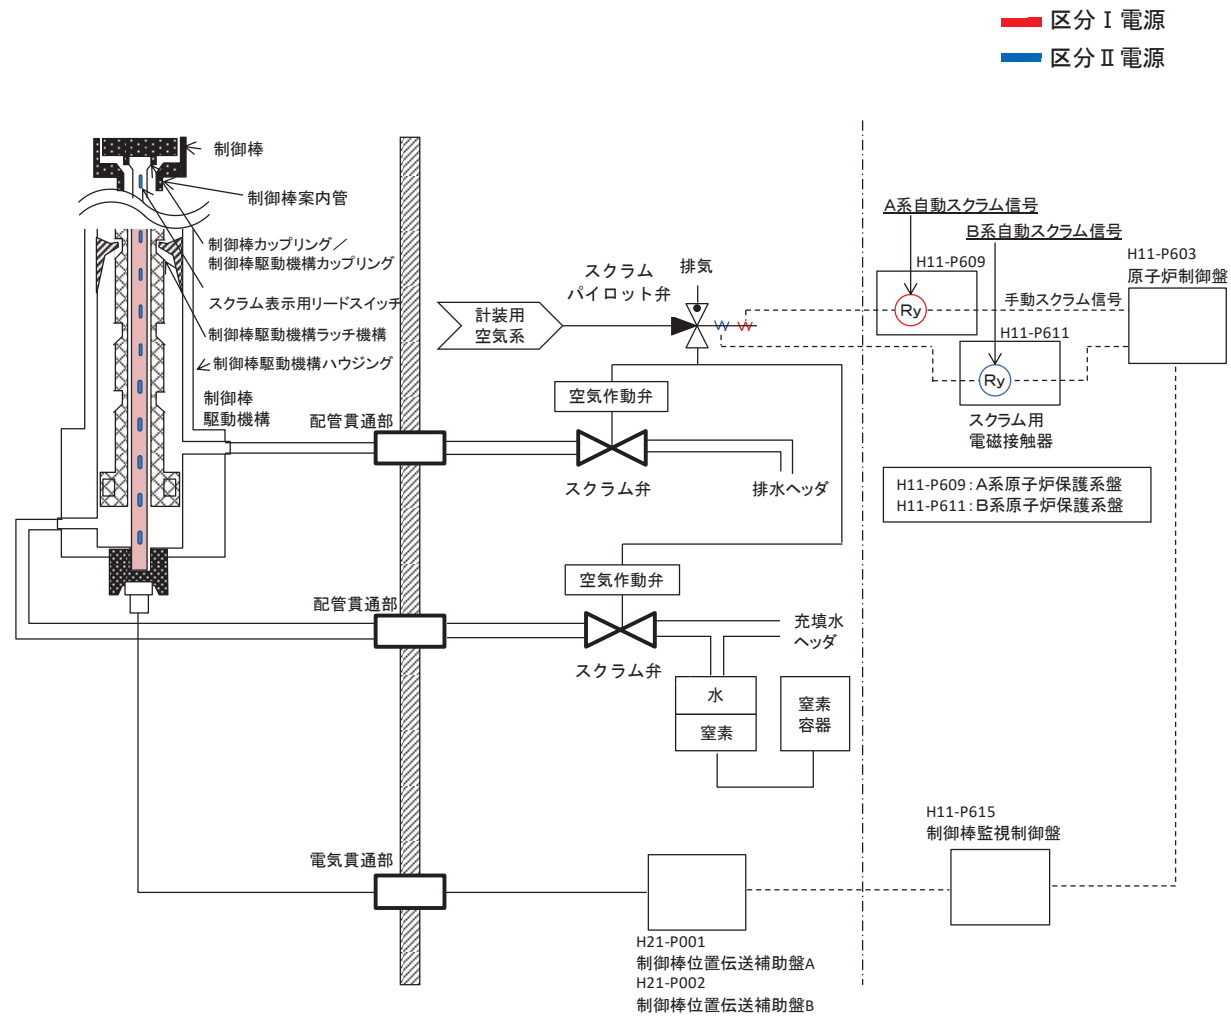 区分Ⅰ電源
区分Ⅱ電源
制御棒
制御棒案内管
制御棒カップリング／
制御棒駆動機構カップリング
スクラム表示用リードスイッチ
制御棒駆動機構ラッチ機構
制御棒駆動機構ハウジング
制御棒
駆動機構
配管貫通部
計装用
空気系
スクラム
パイロット弁
排気
空気作動弁
スクラム弁
排水ヘッダ
A系自動スクラム信号
B系自動スクラム信号
H11-P609
Ry
手動スクラム信号
H11-P603
原子炉制御盤
H11-P611
Ry
スクラム用
電磁接触器
H11-P609：A系原子炉保護系盤
H11-P611：B系原子炉保護系盤
配管貫通部
空気作動弁
スクラム弁
充填水
ヘッダ
水
窒素
窒素
容器
電気貫通部
H21-P001
制御棒位置伝送補助盤A
H21-P002
制御棒位置伝送補助盤B
H11-P615
制御棒監視制御盤